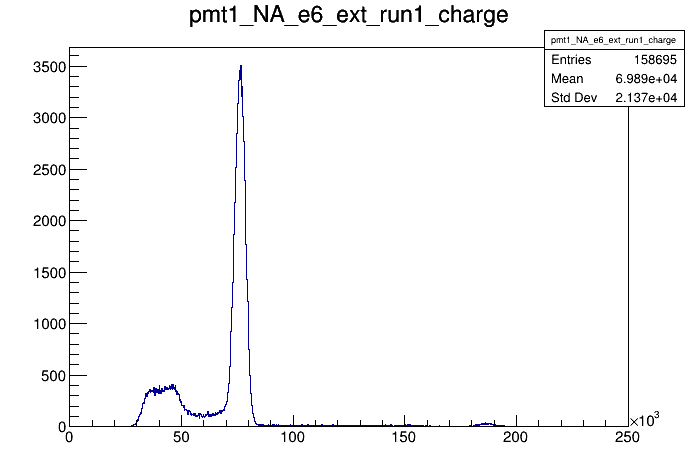 pmt1_NA_e6_ext_run1_charge
pmt1_NA_e6_ext_run1_charge
Entries 158695
Mean 6.989e+04
Std Dev 2.137e+04
3500
3000
2500
2000
1500
1000
500
0
0 50 100 150 200 250
×10³